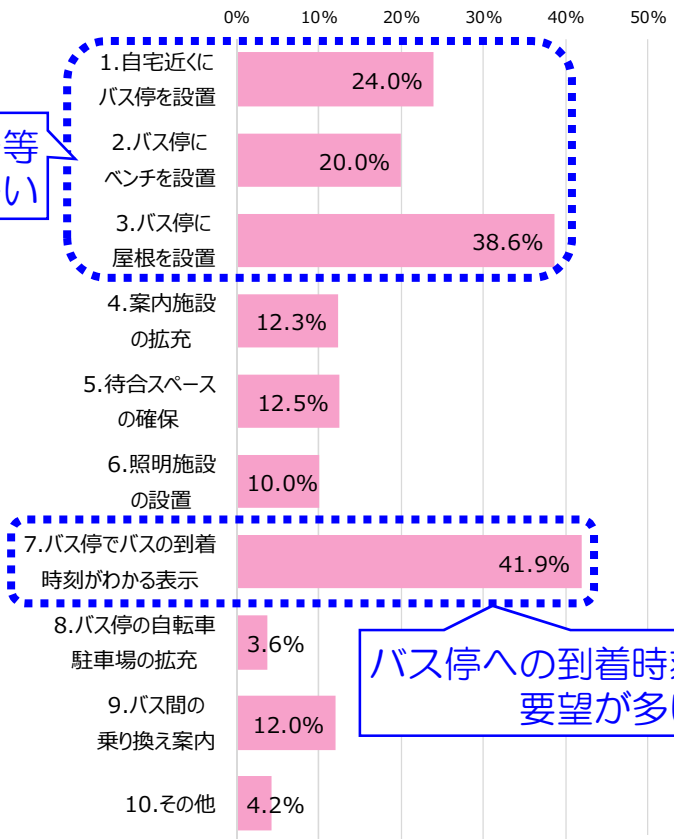 0% 10% 20% 30% 40% 50%
1.自宅近くに
バス停を設置
24.0%
等
い
2.バス停に
ベンチを設置
20.0%
3.バス停に
屋根を設置
38.6%
4.案内施設
の拡充
12.3%
5.待合スペース
の確保
12.5%
6.照明施設
の設置
10.0%
7.バス停でバスの到着
時刻がわかる表示
41.9%
8.バス停の自転車
駐車場の拡充
3.6%
バス停への到着時
要望が多
9.バス間の
乗り換え案内
12.0%
10.その他
4.2%